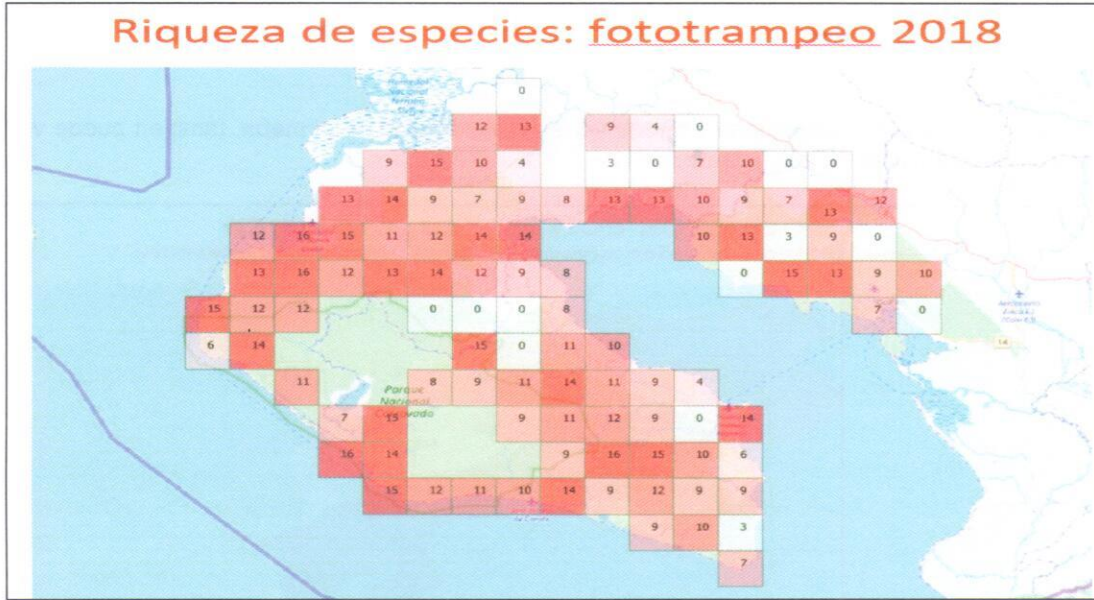 Riqueza de especies: fototrampeo 2018
0
Nacional
12 13 9 4 0
9 15 10 4 3 0 7 10 0 0
13 14 9 7 9 8 13 13 10 9 7 13 12
12 16 15 11 12 14 14 10 13 3 9 0
13 16 12 13 14 12 9 8 0 15 13 9 10
15 12 12 0 0 0 8 7 0
6 14 15 0 11 10 14
11 8 9 11 14 11 9 4
Parque
Nacional
7 15 9 11 12 9 0 14
16 14 9 16 15 10 6
15 12 11 10 14 9 12 9 9
9 10 3
7